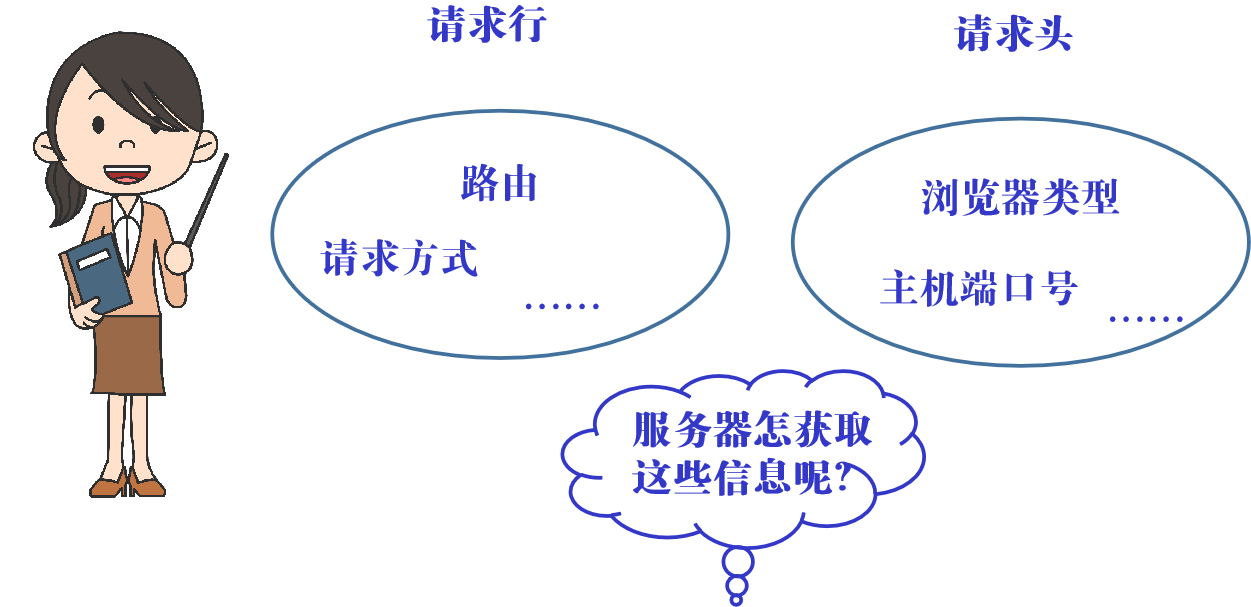 请求行
请求头
路由
请求方式
……
浏览器类型
主机端口号
……
服务器怎获取
这些信息呢？